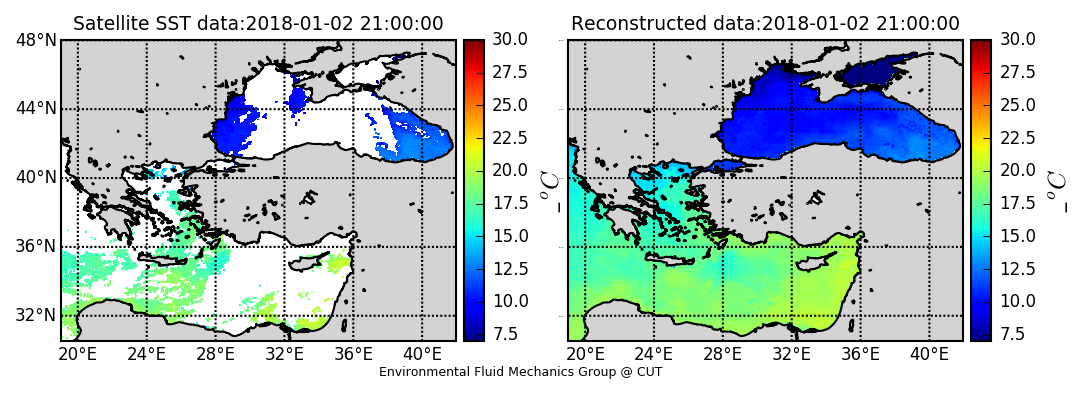 Satellite SST data:2018-01-02 21:00:00
48°N
44°N
40°N
36°N
32°N
20°E 24°E 28°E 32°E 36°E 40°E
30.0
27.5
25.0
22.5
20.0
17.5
15.0
12.5
10.0
7.5
_ °C
Reconstructed data:2018-01-02 21:00:00
20°E 24°E 28°E 32°E 36°E 40°E
30.0
27.5
25.0
22.5
20.0
17.5
15.0
12.5
10.0
7.5
_ °C
Environmental Fluid Mechanics Group @ CUT